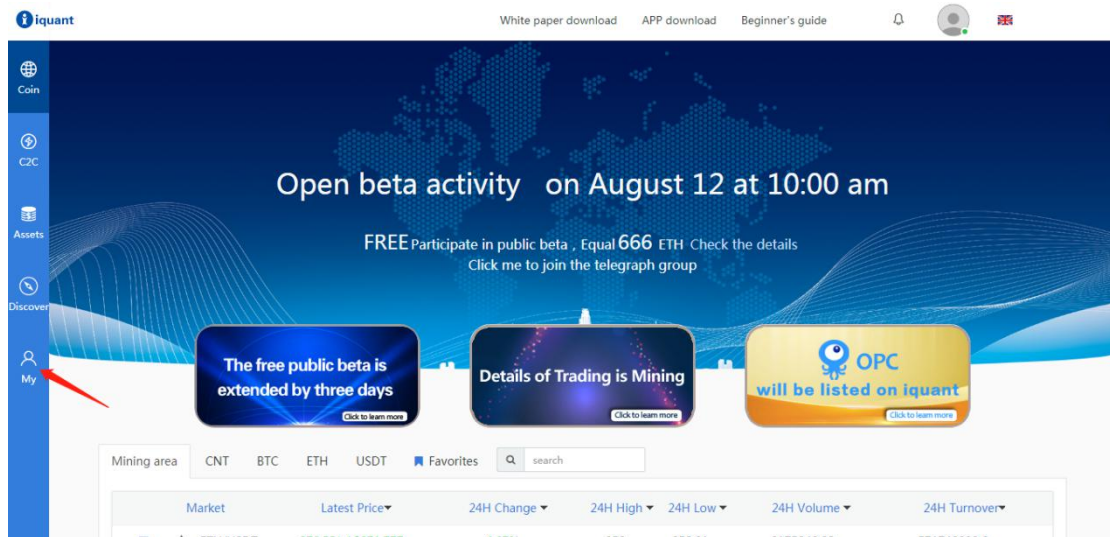 iquant
White paper download APP download Beginner's guide
Coin
C2C
Assets
Discover
My
Open beta activity on August 12 at 10:00 am
FREE Participate in public beta , Equal 666 ETH Check the details
Click me to join the telegraph group
The free public beta is
extended by three days
Click to learn more
Details of Trading is Mining
Click to learn more
OPC
will be listed on iquant
Click to learn more
Mining area CNT BTC ETH USDT Favorites search
Market Latest Price 24H Change 24H High 24H Low 24H Volume 24H Turnover